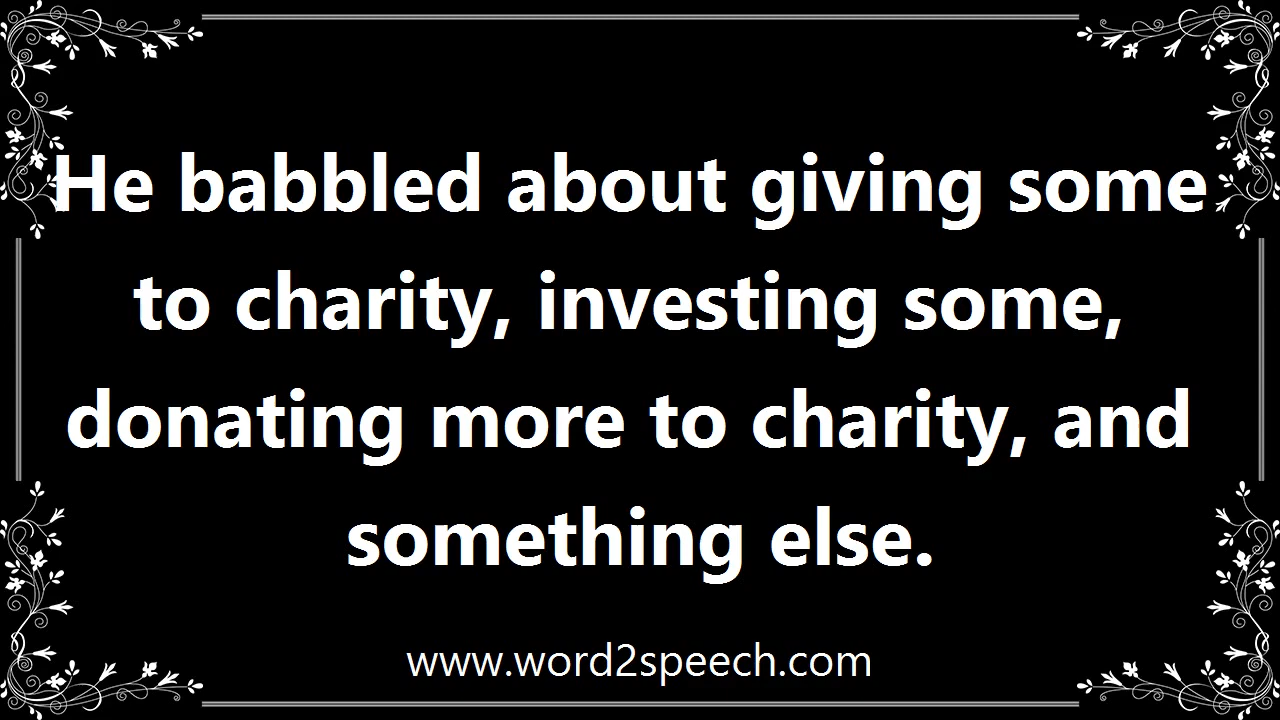 He babbled about giving some
to charity, investing some,
donating more to charity, and
something else.
www.word2speech.com